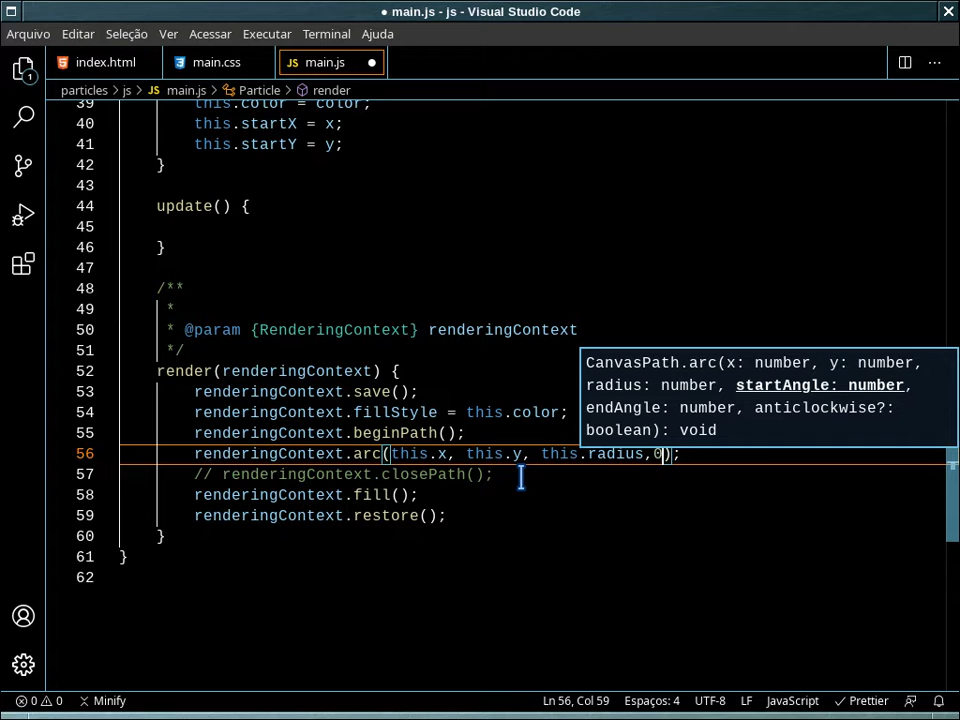 ● main.js - js - Visual Studio Code
Arquivo Editar Seleção Ver Acessar Executar Terminal Ajuda
index.html main.css JS main.js ●
particles › js › JS main.js › Particle › render
39 this.color = color;
40 this.startX = x;
41 this.startY = y;
42 }
43
44 update() {
45
46 }
47
48 /**
49 *
50 * @param {RenderingContext} renderingContext
51 */
52 render(renderingContext) {
53 renderingContext.save();
54 renderingContext.fillStyle = this.color;
55 renderingContext.beginPath();
56 renderingContext.arc(this.x, this.y, this.radius,0);
57 // renderingContext.closePath();
58 renderingContext.fill();
59 renderingContext.restore();
60 }
61 }
62
CanvasPath.arc(x: number, y: number,
radius: number, startAngle: number,
endAngle: number, anticlockwise?:
boolean): void
1
0 0 Minify Ln 56, Col 59 Espaços: 4 UTF-8 LF JavaScript Prettier